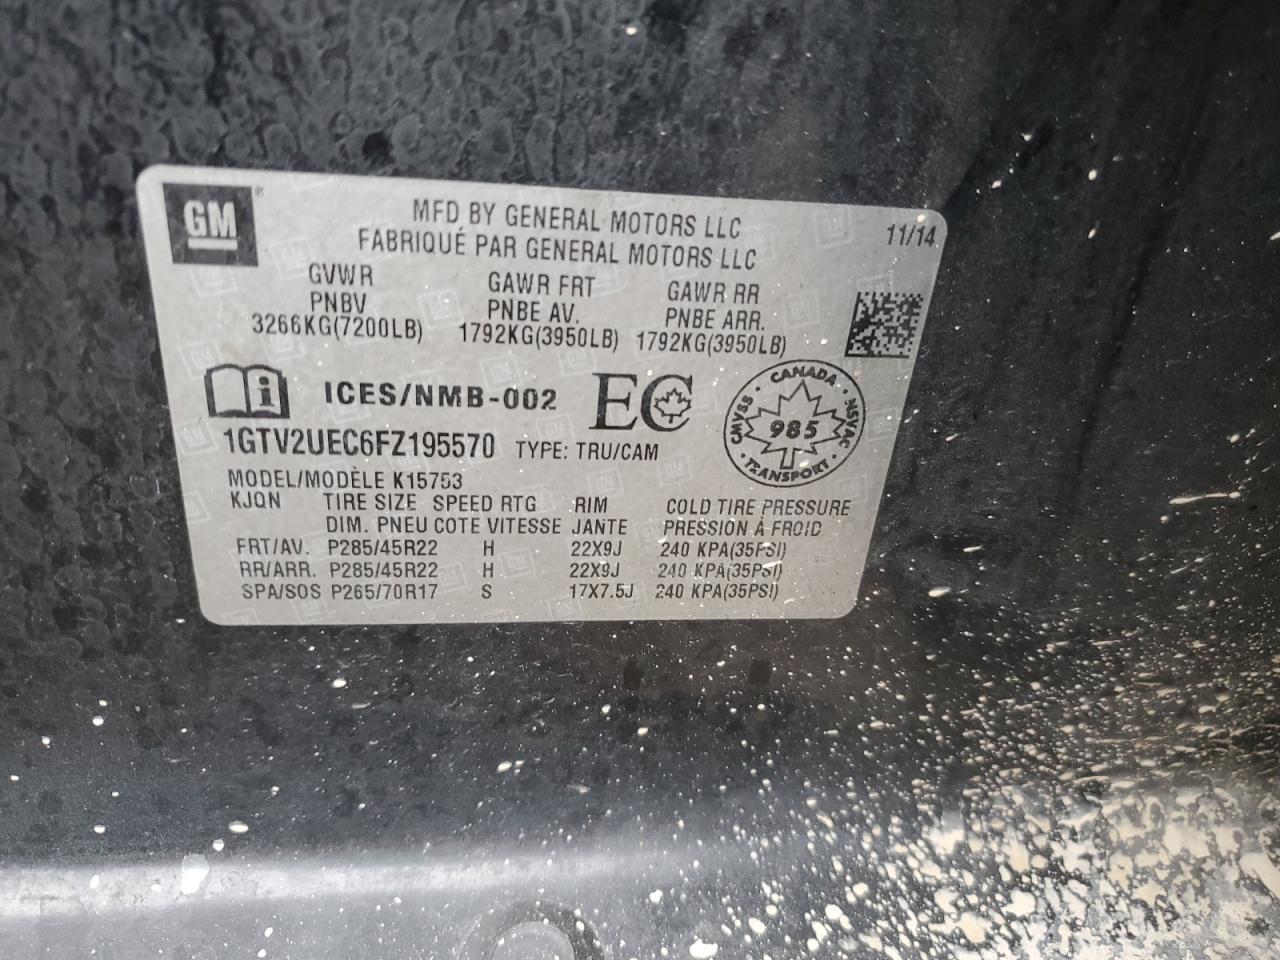 GM ®
MFD BY GENERAL MOTORS LLC
FABRIQUÉ PAR GENERAL MOTORS LLC
11/14
GVWR GAWR FRT GAWR RR
PNBV PNBE AV. PNBE ARR.
3266KG(7200LB) 1792KG(3950LB) 1792KG(3950LB)
i ICES/NMB-002 EC
CANADA CMVSS NSVAC 985 TRANSPORT
1GTV2UEC6FZ195570 TYPE: TRU/CAM
MODEL/MODÈLE K15753
KJQN TIRE SIZE SPEED RTG RIM COLD TIRE PRESSURE
DIM. PNEU COTE VITESSE JANTE PRESSION À FROID
FRT/AV. P285/45R22 H 22X9J 240 KPA(35PSI)
RR/ARR. P285/45R22 H 22X9J 240 KPA(35PSI)
SPA/SOS P265/70R17 S 17X7.5J 240 KPA(35PSI)